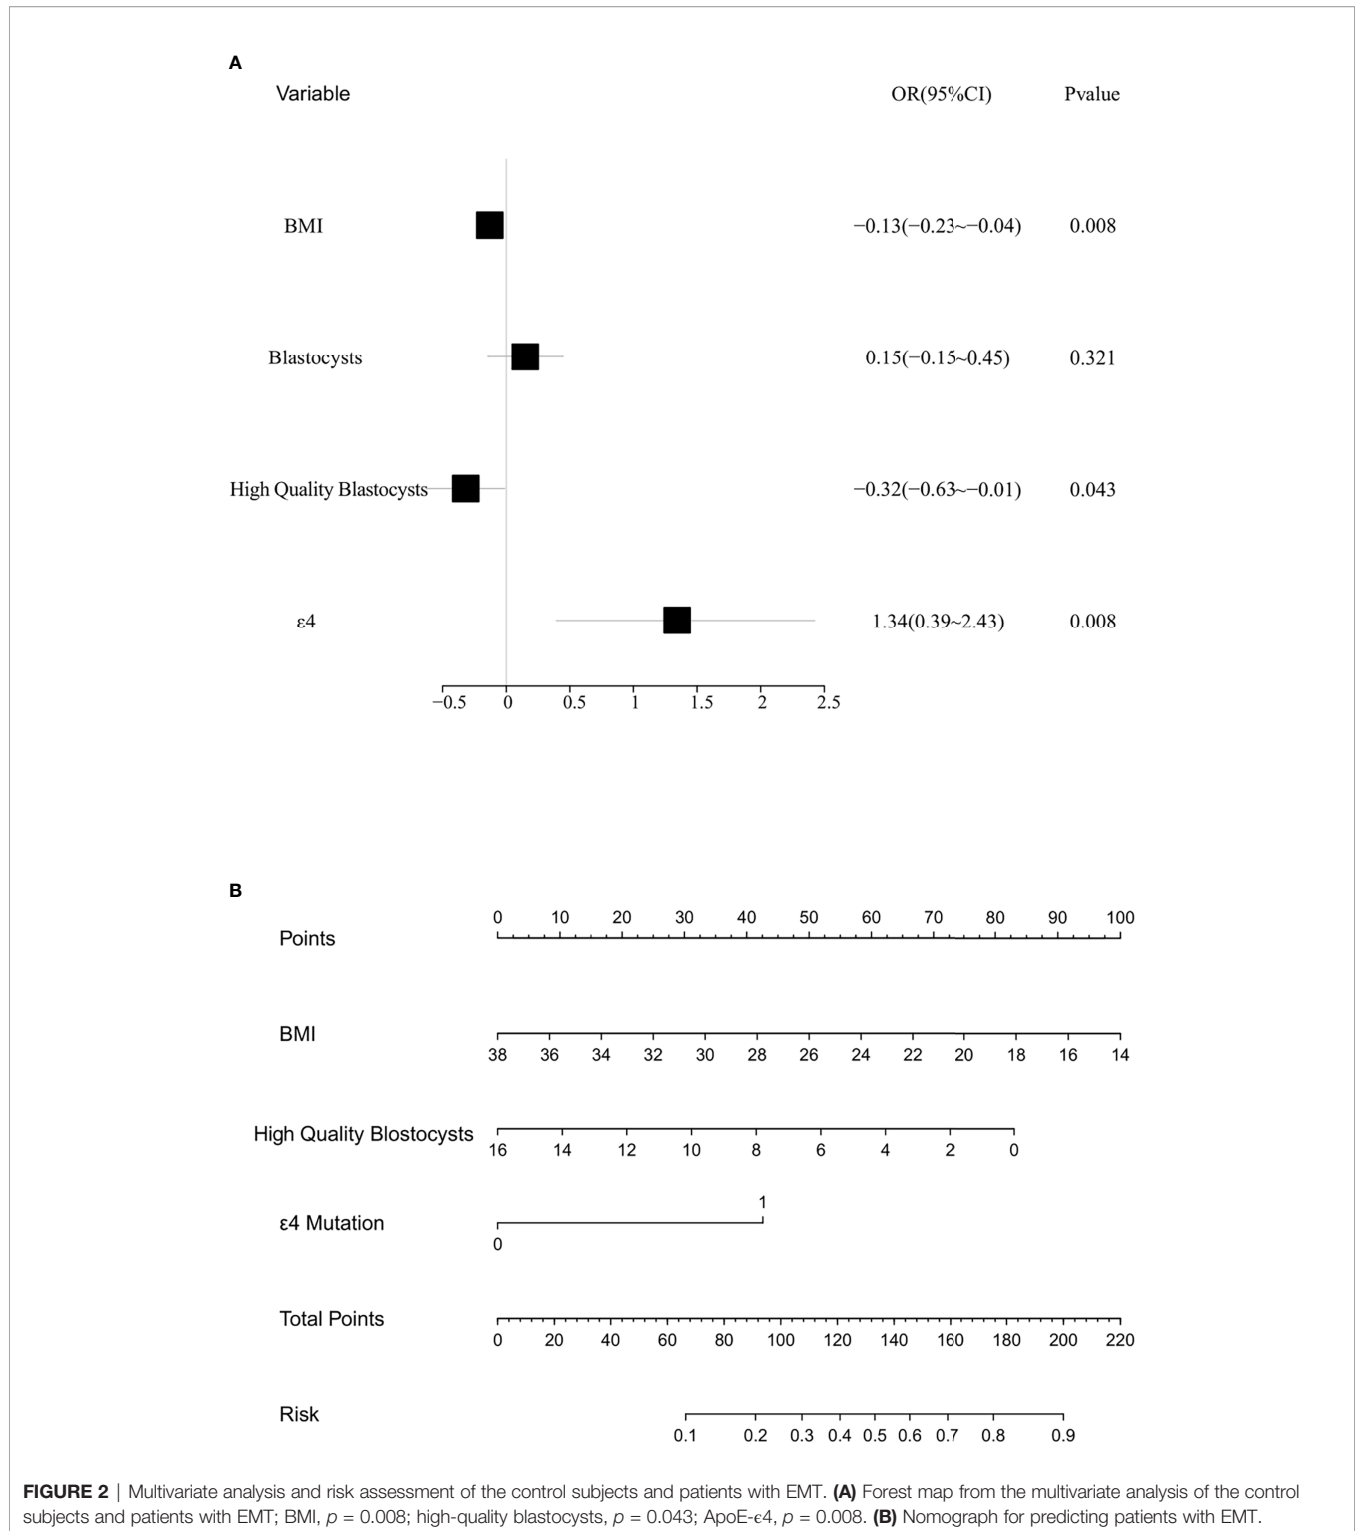 A
Variable OR(95%CI) Pvalue
BMI −0.13(−0.23~−0.04) 0.008
Blastocysts 0.15(−0.15~0.45) 0.321
High Quality Blastocysts −0.32(−0.63~−0.01) 0.043
ε4 1.34(0.39~2.43) 0.008
−0.5 0 0.5 1 1.5 2 2.5
B
0 10 20 30 40 50 60 70 80 90 100
Points
BMI
38 36 34 32 30 28 26 24 22 20 18 16 14
High Quality Blostocysts
16 14 12 10 8 6 4 2 0
1
ε4 Mutation
0
Total Points
0 20 40 60 80 100 120 140 160 180 200 220
Risk
0.1 0.2 0.3 0.4 0.5 0.6 0.7 0.8 0.9
FIGURE 2 | Multivariate analysis and risk assessment of the control subjects and patients with EMT. (A) Forest map from the multivariate analysis of the control
subjects and patients with EMT; BMI, p = 0.008; high-quality blastocysts, p = 0.043; ApoE-ϵ4, p = 0.008. (B) Nomograph for predicting patients with EMT.